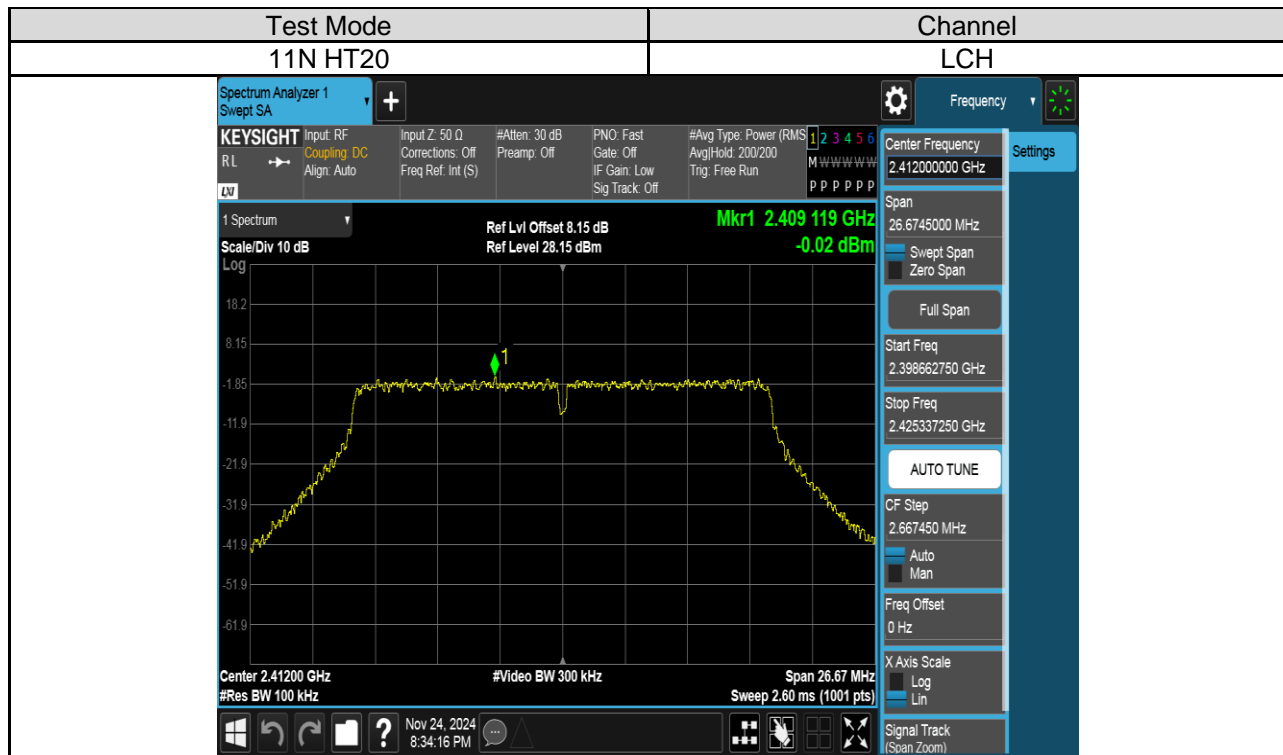 Test Mode Channel
11N HT20 LCH
Spectrum Analyzer 1
Swept SA
+
Frequency
KEYSIGHT
RL
LXI
Input: RF
Coupling: DC
Align: Auto
Input Z: 50 Ω
Corrections: Off
Freq Ref: Int (S)
#Atten: 30 dB
Preamp: Off
PNO: Fast
Gate: Off
IF Gain: Low
Sig Track: Off
#Avg Type: Power (RMS
Avg|Hold: 200/200
Trig: Free Run
1 2 3 4 5 6
M W W W W W
P P P P P P
1 Spectrum
Scale/Div 10 dB
Ref Lvl Offset 8.15 dB
Ref Level 28.15 dBm
Mkr1 2.409 119 GHz
-0.02 dBm
Log
18.2
8.15
-1.85
-11.9
-21.9
-31.9
-41.9
-51.9
-61.9
1
Center 2.41200 GHz
#Res BW 100 kHz
#Video BW 300 kHz
Span 26.67 MHz
Sweep 2.60 ms (1001 pts)
Center Frequency
2.412000000 GHz
Settings
Span
26.6745000 MHz
Swept Span
Zero Span
Full Span
Start Freq
2.398662750 GHz
Stop Freq
2.425337250 GHz
AUTO TUNE
CF Step
2.667450 MHz
Auto
Man
Freq Offset
0 Hz
X Axis Scale
Log
Lin
Signal Track
(Span Zoom)
?
Nov 24, 2024
8:34:16 PM